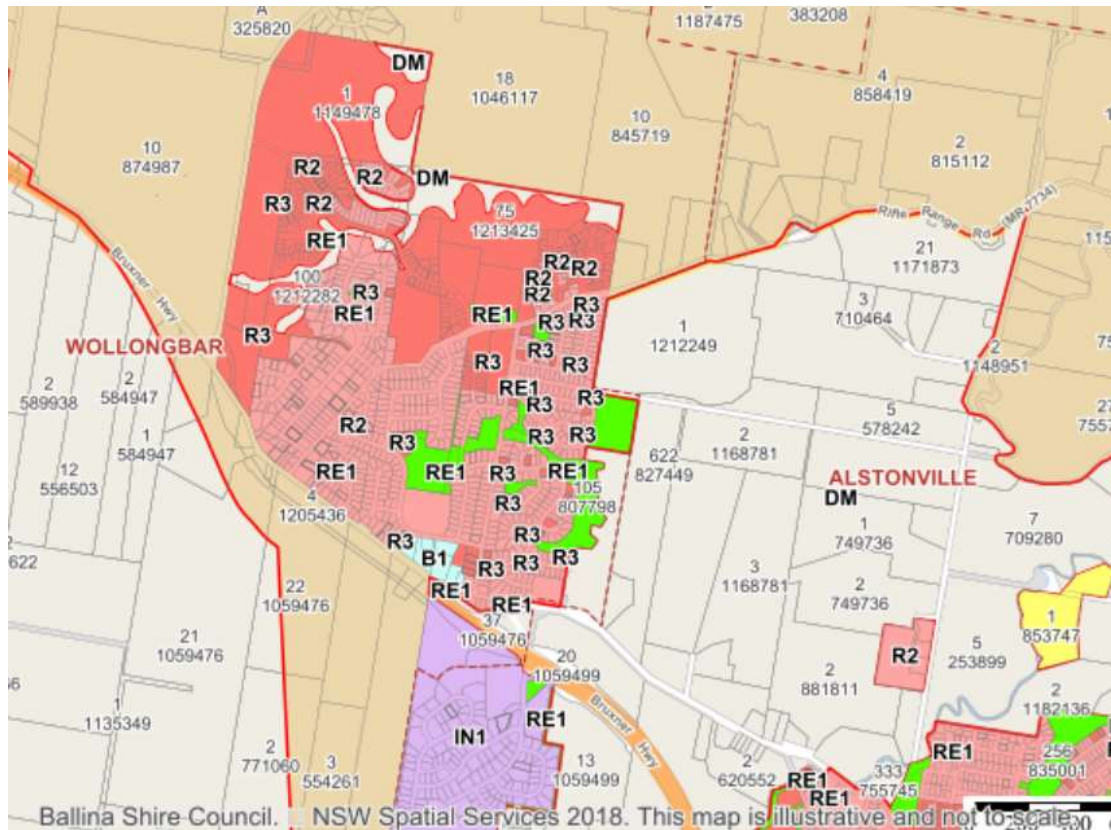 A
325820
1187475
383208
DM
18
1046117
4
858419
1
1149478
10
845719
10
874987
2
815112
R2
R2
DM
R3
R2
Rifle Range Rd (MR 7734)
75
1213425
RE1
21
1171873
115
Bruxner Hwy
100
1212282
R2
R2
R2
R2
R3
RE1
3
710464
R3
RE1
R3
R3
1
1212249
R3
WOLLONGBAR
R3
2
1148951
75
R3
R3
2
589938
2
584947
RE1
R3
R3
5
578242
23
7557
1
584947
R2
R3
R3
R3
622
827449
2
1168781
12
556503
RE1
RE1
R3
RE1
ALSTONVILLE
DM
4
1205436
105
807798
R3
1
749736
7
709280
622
R3
B1
R3
R3
R3
R3
3
1168781
2
749736
22
1059476
RE1
RE1
1
853747
21
1059476
37
1059476
R2
5
253899
20
1059499
2
881811
1
1135349
Bruxner Hwy
2
1182136
RE1
IN1
2
771060
3
554261
13
1059499
2
620552
RE1
RE1
333
755745
RE1
256
835001
Ballina Shire Council. NSW Spatial Services 2018. This map is illustrative and not to scale.